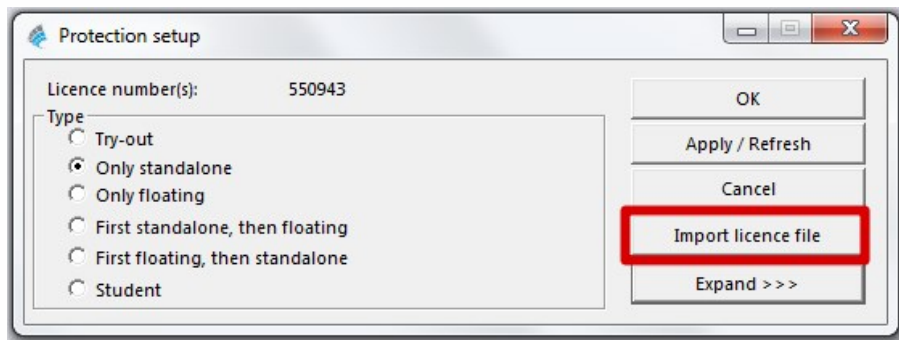 Protection setup
Licence number(s): 550943
Type
Try-out
Only standalone
Only floating
First standalone, then floating
First floating, then standalone
Student
OK
Apply / Refresh
Cancel
Import licence file
Expand >>>